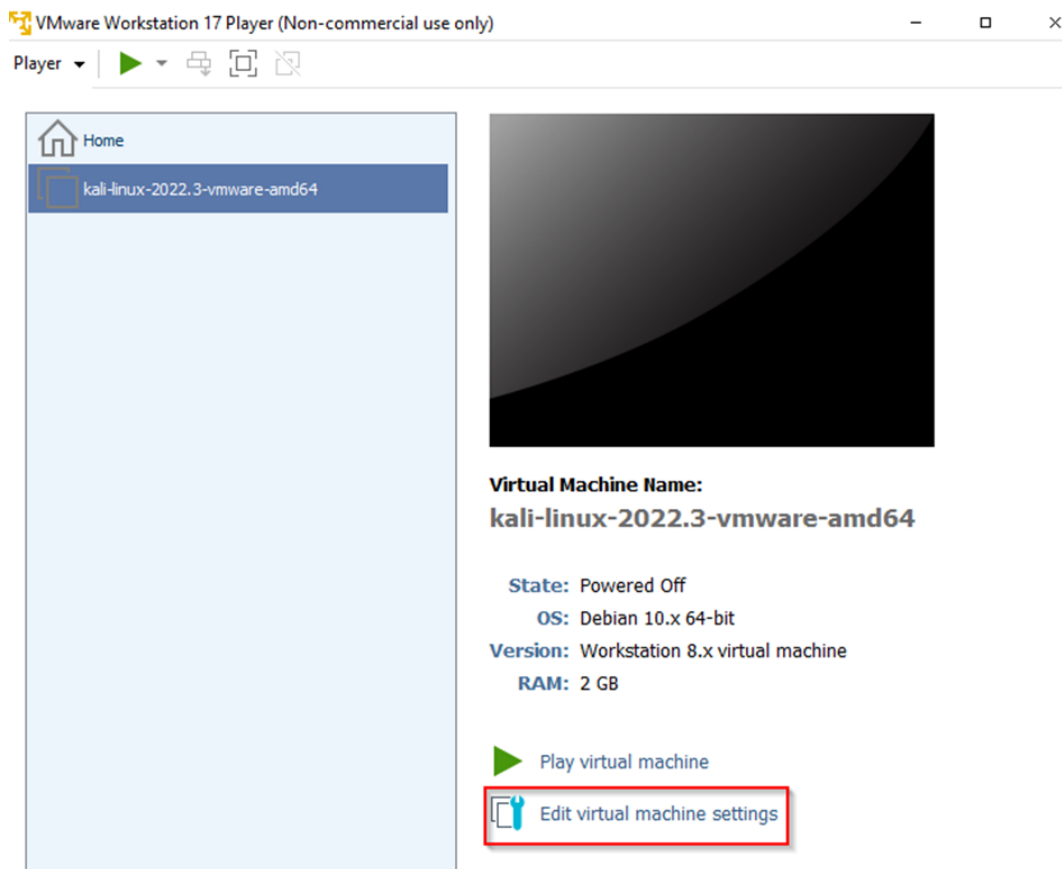 VMware Workstation 17 Player (Non-commercial use only)
Player
Home
kali-linux-2022.3-vmware-amd64
Virtual Machine Name:
kali-linux-2022.3-vmware-amd64
State: Powered Off
OS: Debian 10.x 64-bit
Version: Workstation 8.x virtual machine
RAM: 2 GB
Play virtual machine
Edit virtual machine settings